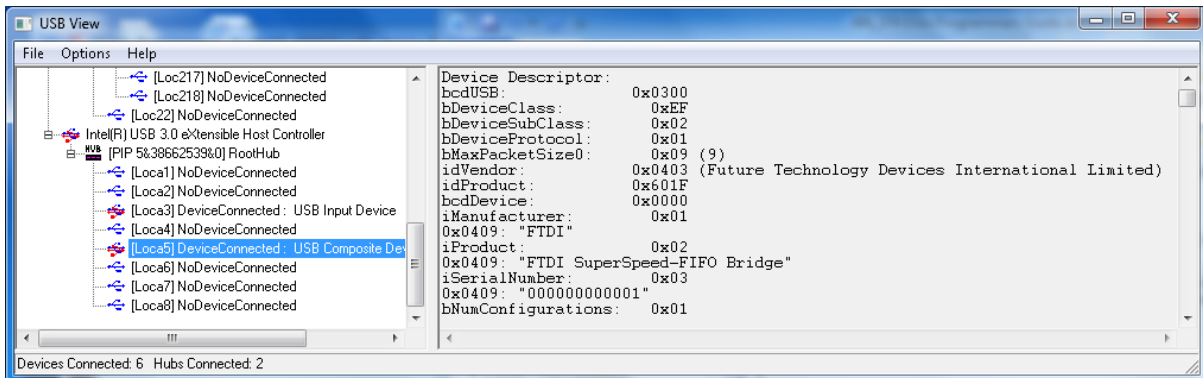 USB View
File Options Help
[Loc217] NoDeviceConnected
[Loc218] NoDeviceConnected
[Loc22] NoDeviceConnected
Intel(R) USB 3.0 eXtensible Host Controller
HUB [PIP 5&38662539&0] RootHub
[Loca1] NoDeviceConnected
[Loca2] NoDeviceConnected
[Loca3] DeviceConnected : USB Input Device
[Loca4] NoDeviceConnected
[Loca5] DeviceConnected : USB Composite Dev
[Loca6] NoDeviceConnected
[Loca7] NoDeviceConnected
[Loca8] NoDeviceConnected
Device Descriptor:
bcdUSB: 0x0300
bDeviceClass: 0xEF
bDeviceSubClass: 0x02
bDeviceProtocol: 0x01
bMaxPacketSize0: 0x09 (9)
idVendor: 0x0403 (Future Technology Devices International Limited)
idProduct: 0x601F
bcdDevice: 0x0000
iManufacturer: 0x01
0x0409: "FTDI"
iProduct: 0x02
0x0409: "FTDI SuperSpeed-FIFO Bridge"
iSerialNumber: 0x03
0x0409: "000000000001"
bNumConfigurations: 0x01
Devices Connected: 6 Hubs Connected: 2